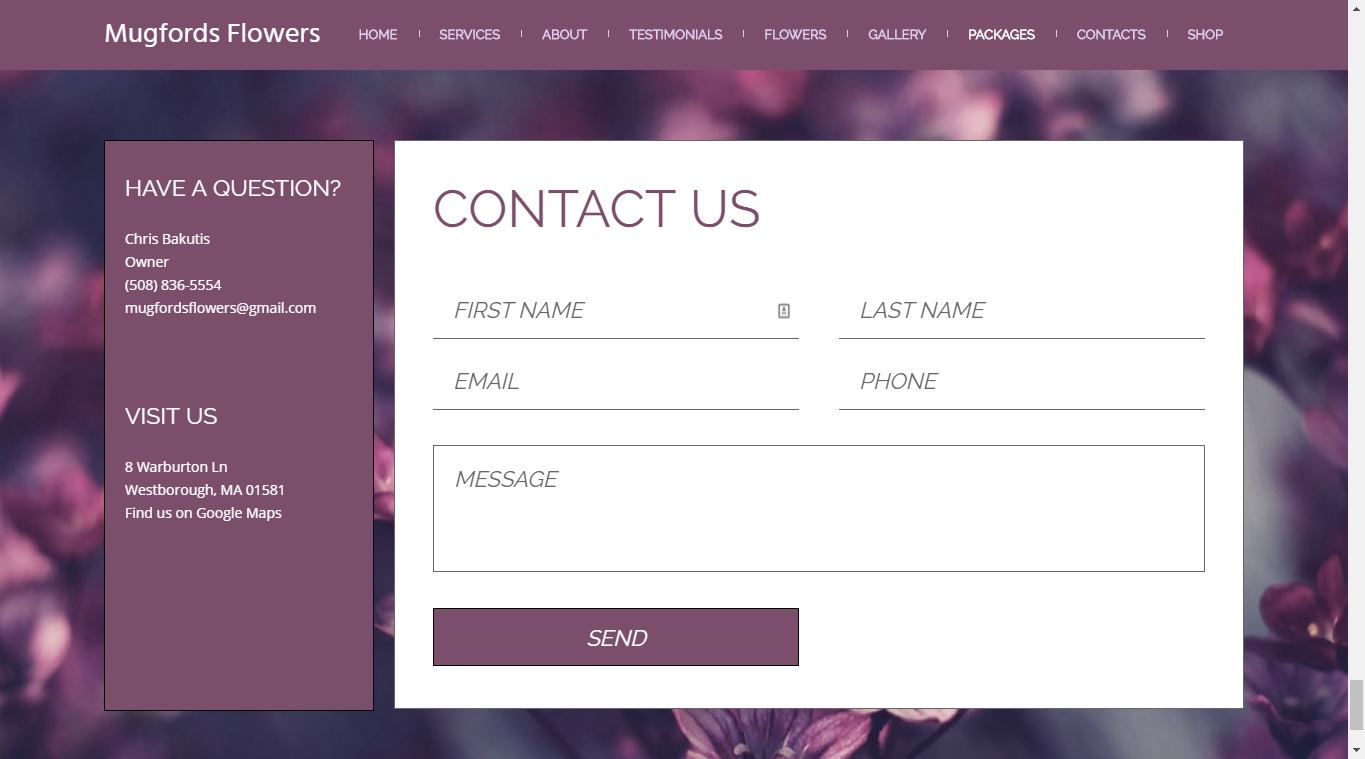 Mugfords Flowers
HOME
SERVICES
ABOUT
TESTIMONIALS
FLOWERS
GALLERY
PACKAGES
CONTACTS
SHOP
HAVE A QUESTION?
Chris Bakutis
Owner
(508) 836-5554
mugfordsflowers@gmail.com
VISIT US
8 Warburton Ln
Westborough, MA 01581
Find us on Google Maps
CONTACT US
FIRST NAME
LAST NAME
EMAIL
PHONE
MESSAGE
SEND